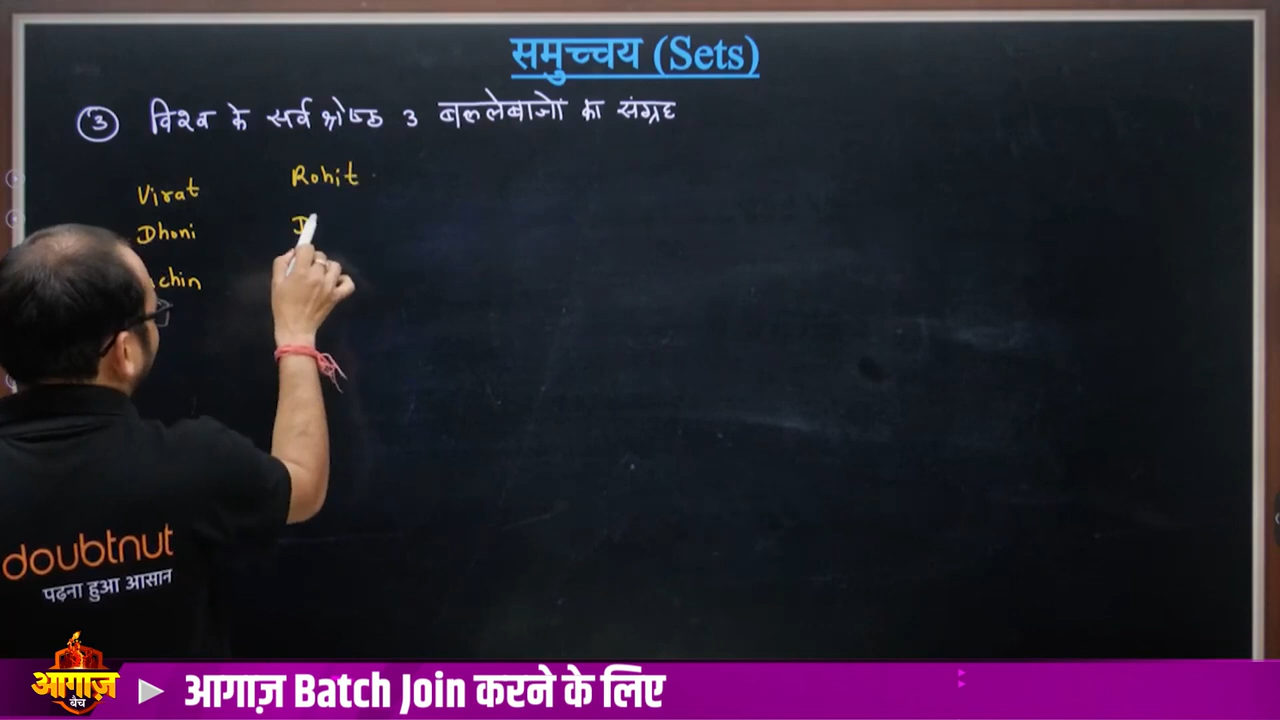 समुच्चय (Sets)
③ विश्व के सर्व श्रेष्ठ 3 बल्लेबाजो का संग्रह
Virat Rohit
Dhoni D
chin
doubtnut
पढ़ना हुआ आसान
आगाज़
बैच
आगाज़ Batch Join करने के लिए